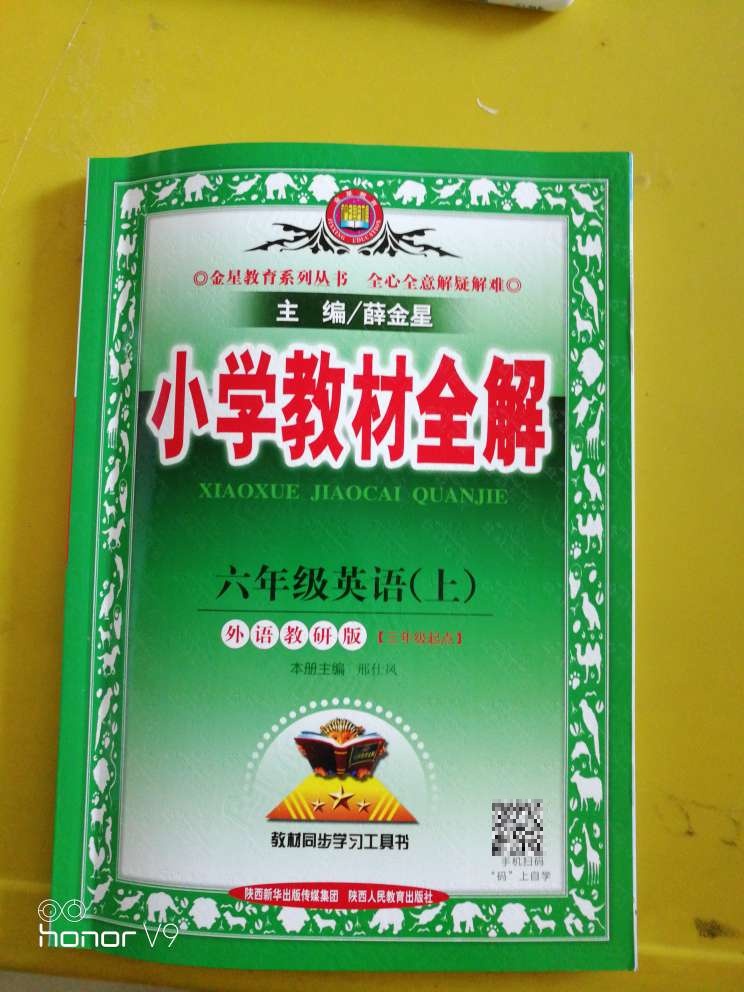 ◎金星教育系列丛书 全心全意解疑解难◎
主 编/薛金星
小学教材全解
XIAOXUE JIAOCAI QUANJIE
六年级英语(上)
外语教研版【三年级起点】
本册主编 邢仕凤
教材同步学习工具书
手机扫码
“码”上自学
陕西新华出版传媒集团 陕西人民教育出版社
honor V9